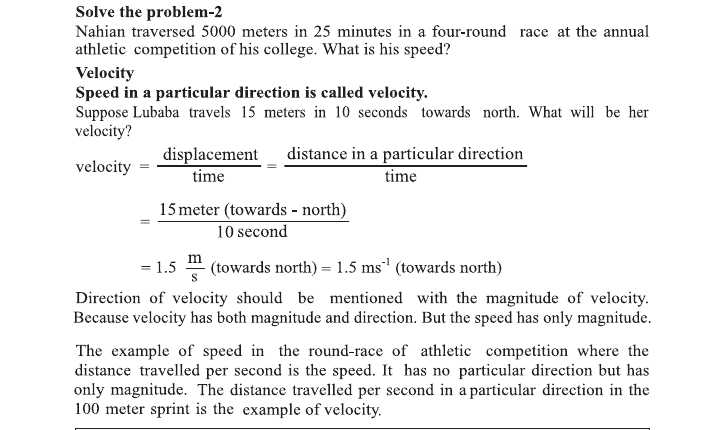 Solve the problem-2
Nahian traversed 5000 meters in 25 minutes in a four-round race at the annual
athletic competition of his college. What is his speed?
Velocity
Speed in a particular direction is called velocity.
Suppose Lubaba travels 15 meters in 10 seconds towards north. What will be her
velocity?
velocity = displacement / time = distance in a particular direction / time
= 15 meter (towards - north) / 10 second
= 1.5 m/s (towards north) = 1.5 ms⁻¹ (towards north)
Direction of velocity should be mentioned with the magnitude of velocity.
Because velocity has both magnitude and direction. But the speed has only magnitude.
The example of speed in the round-race of athletic competition where the
distance travelled per second is the speed. It has no particular direction but has
only magnitude. The distance travelled per second in a particular direction in the
100 meter sprint is the example of velocity.